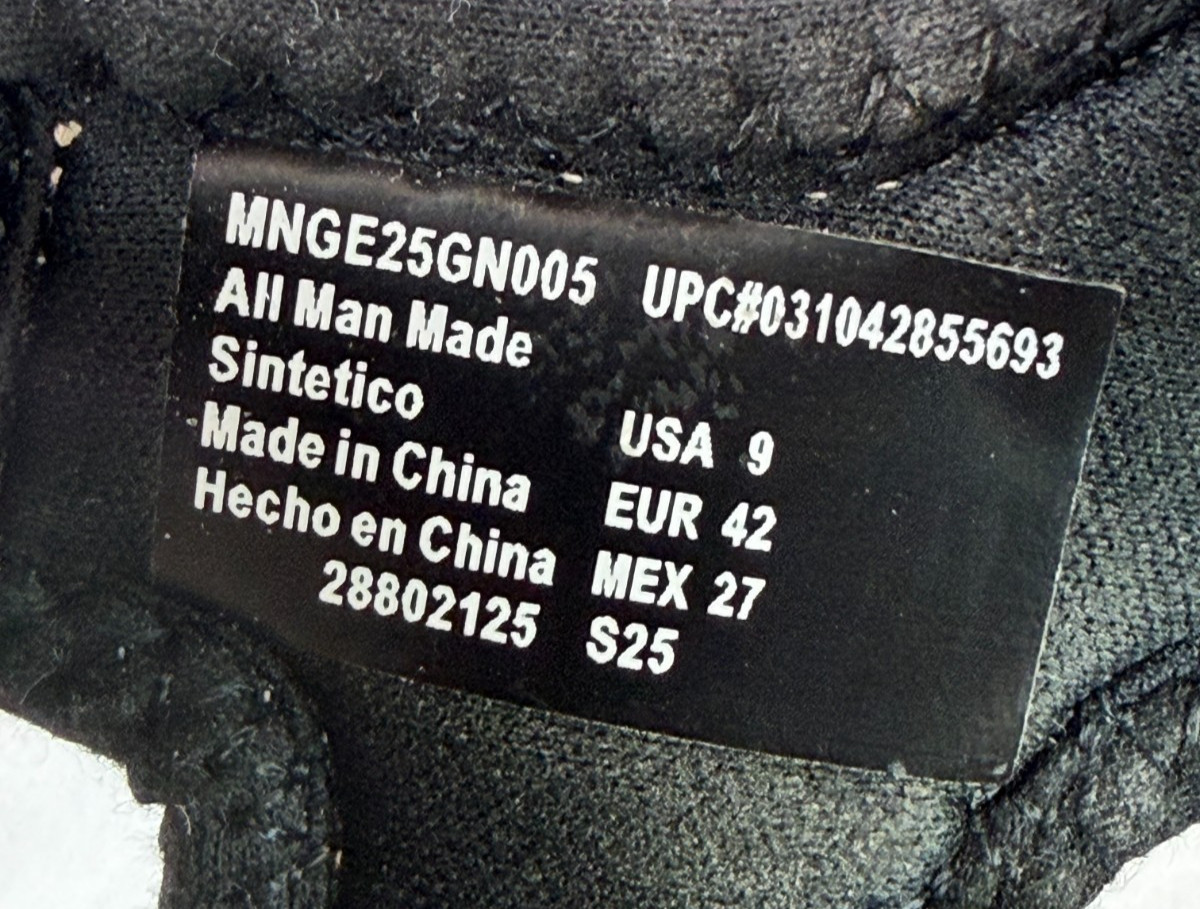 MNGE25GN005 UPC#031042855693
All Man Made
Sintetico
Made in China
Hecho en China
28802125
USA 9
EUR 42
MEX 27
S25